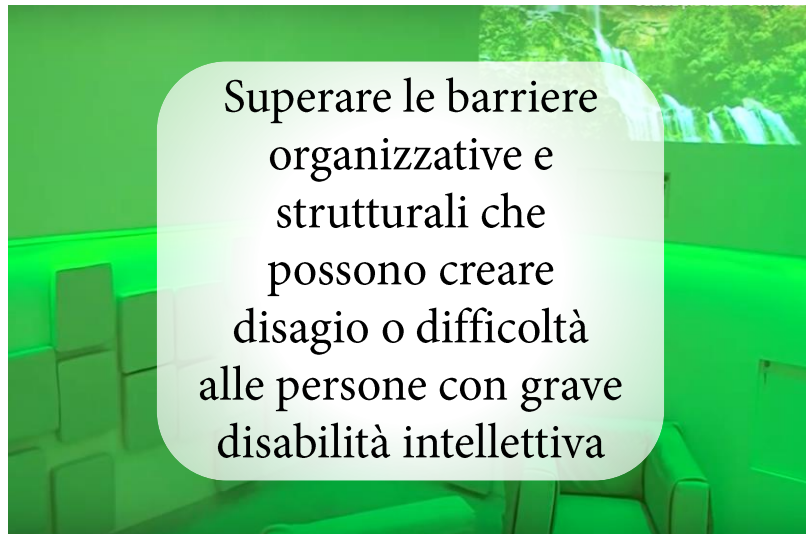 Superare le barriere
organizzative e
strutturali che
possono creare
disagio o difficoltà
alle persone con grave
disabilità intellettiva